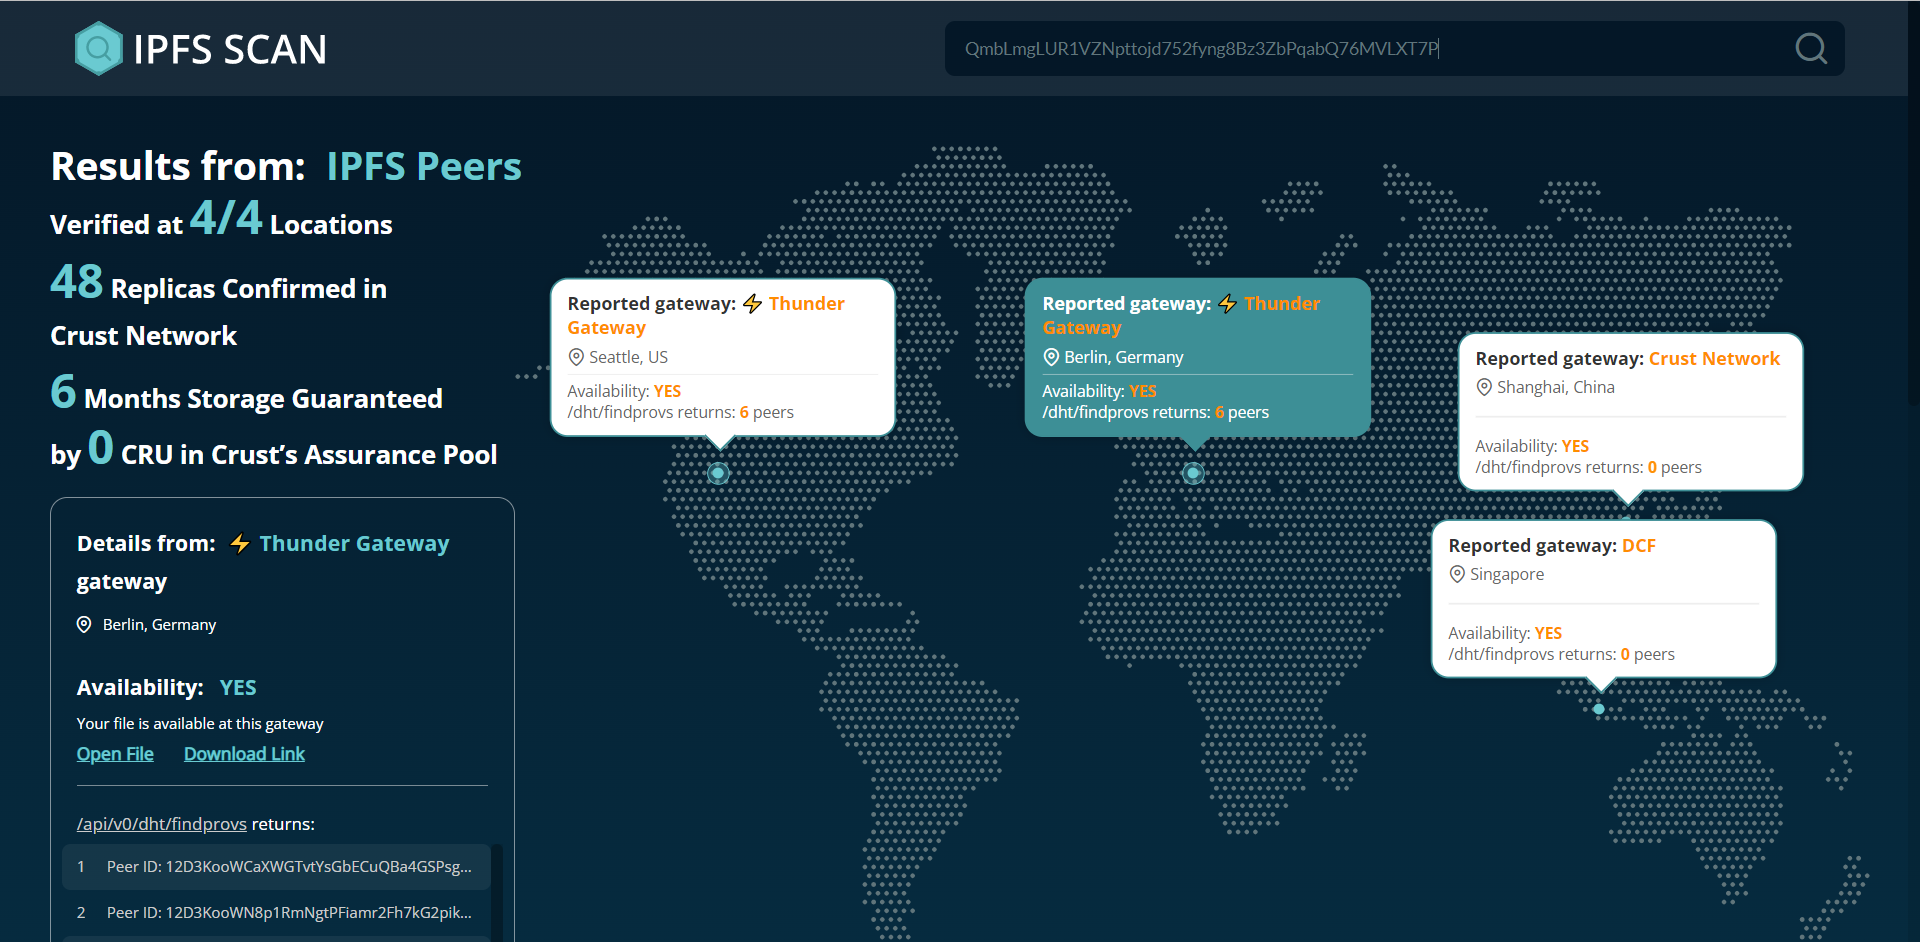 IPFS SCAN
QmbLmgLUR1VZNpttojd752fyng8Bz3ZbPqabQ76MVLXT7P
Results from: IPFS Peers
Verified at 4/4 Locations
48 Replicas Confirmed in
Crust Network
6 Months Storage Guaranteed
by 0 CRU in Crust’s Assurance Pool
Details from: ⚡ Thunder Gateway
gateway
Berlin, Germany
Availability: YES
Your file is available at this gateway
Open File Download Link
/api/v0/dht/findprovs returns:
1 Peer ID: 12D3KooWCaXWGTvtYsGbECuQBa4GSPsg...
2 Peer ID: 12D3KooWN8p1RmNgtPFiamr2Fh7kG2pik...
Reported gateway: ⚡ Thunder
Gateway
Seattle, US
Availability: YES
/dht/findprovs returns: 6 peers
Reported gateway: ⚡ Thunder
Gateway
Berlin, Germany
Availability: YES
/dht/findprovs returns: 6 peers
Reported gateway: Crust Network
Shanghai, China
Availability: YES
/dht/findprovs returns: 0 peers
Reported gateway: DCF
Singapore
Availability: YES
/dht/findprovs returns: 0 peers